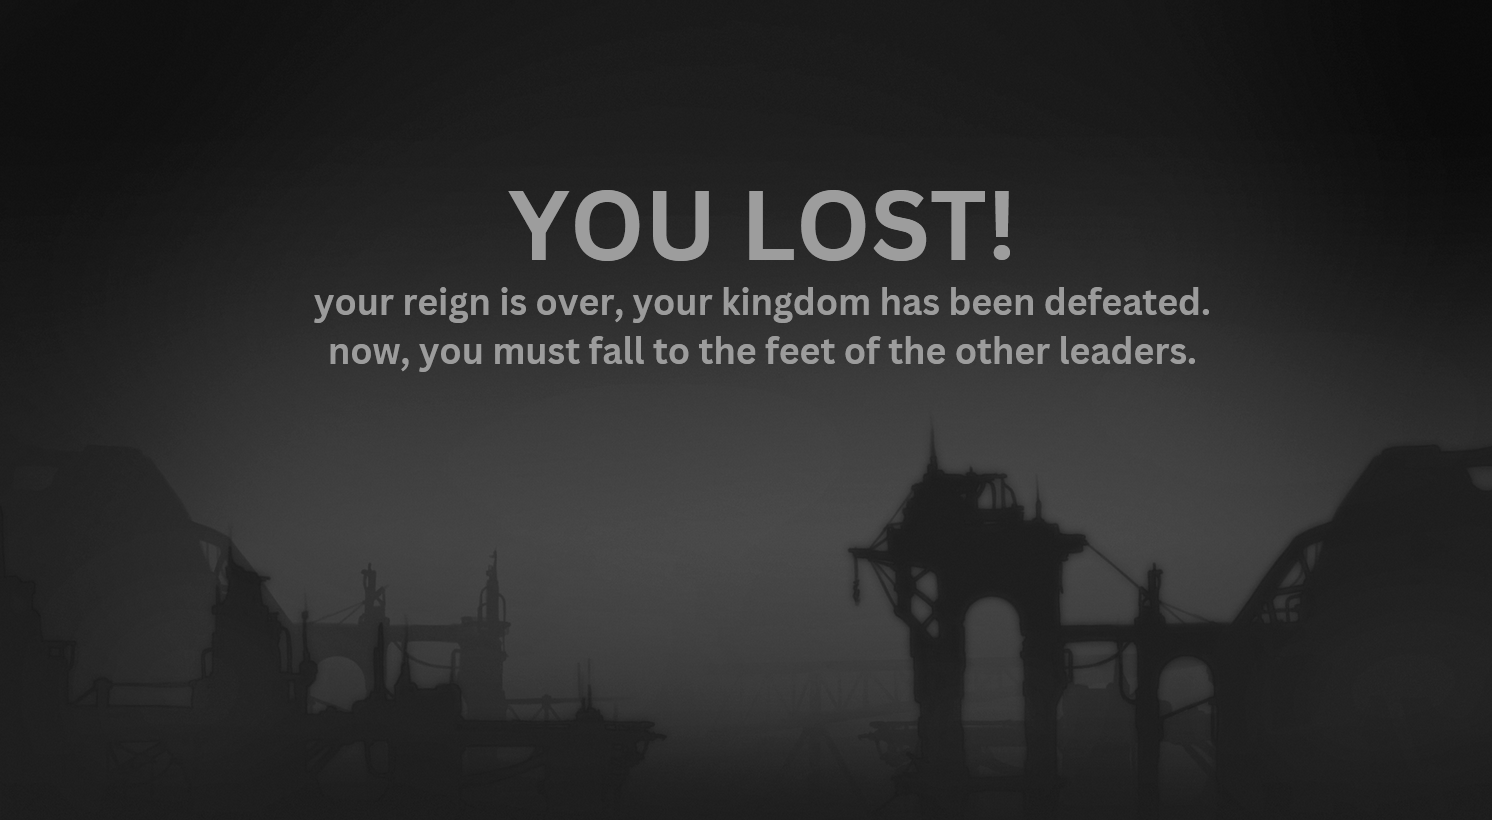 YOU LOST!
your reign is over, your kingdom has been defeated.
now, you must fall to the feet of the other leaders.